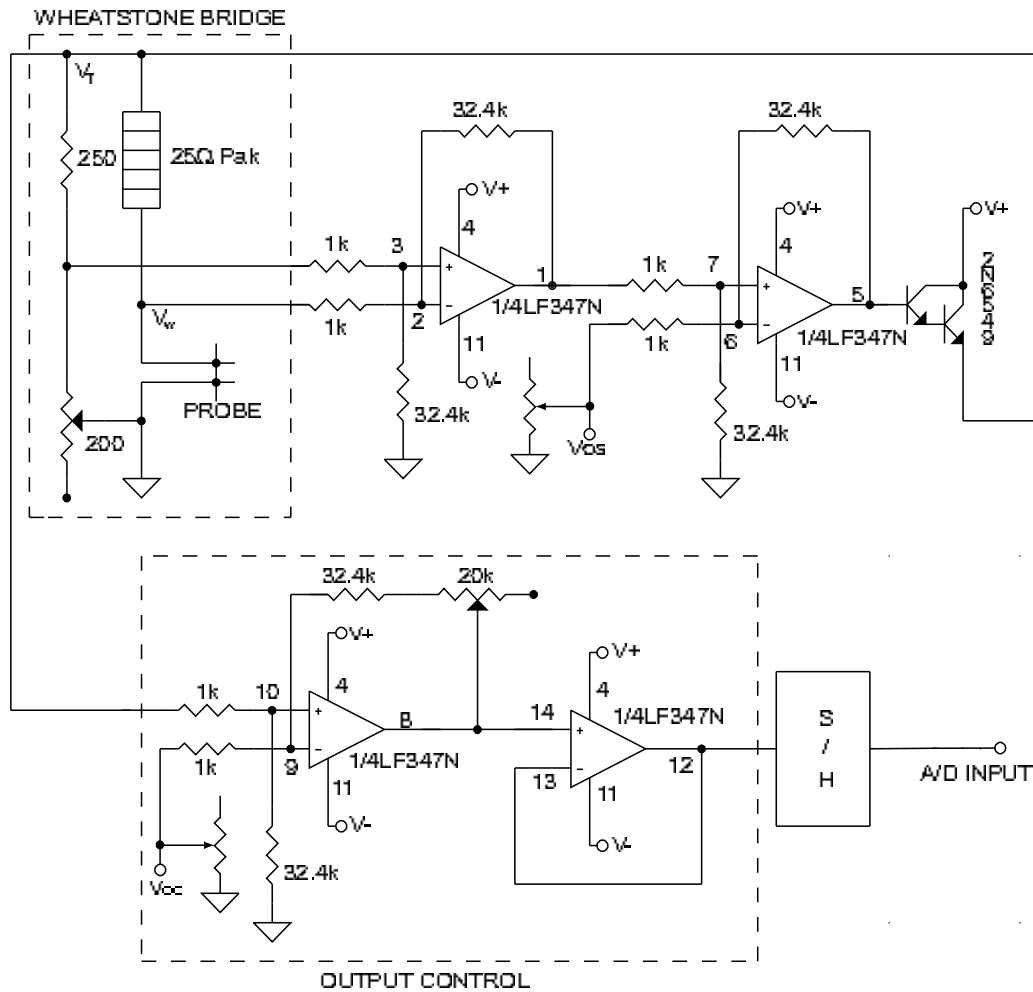 WHEATSTONE BRIDGE
VT
250
25Ω Pak
Vw
PROBE
200
1k
1k
3
2
32.4k
V+
4
1
1/4LF347N
11
V-
32.4k
1k
1k
7
6
VOS
32.4k
V+
4
5
1/4LF347N
11
V-
32.4k
V+
2N6549
32.4k
20k
1k
10
1k
9
V+
4
8
1/4LF347N
11
V-
VOC
32.4k
14
13
V+
4
1/4LF347N
12
11
V-
S
/
H
A/D INPUT
OUTPUT CONTROL